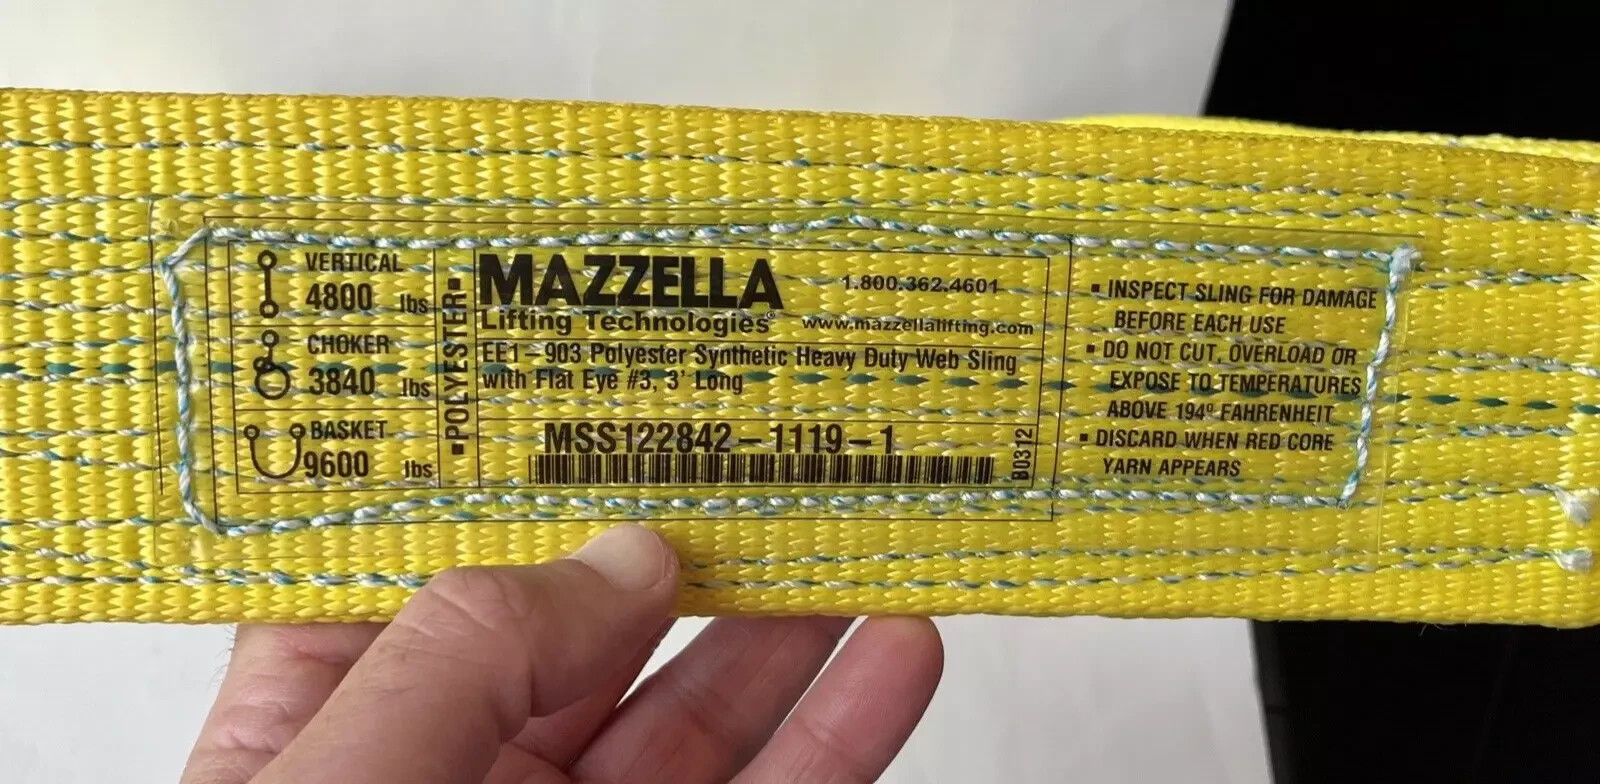 VERTICAL
4800 lbs
CHOKER
3840 lbs
BASKET
9600 lbs
▪POLYESTER▪
MAZZELLA
Lifting Technologies®
1.800.362.4601
www.mazzellalifting.com
EE1-903 Polyester Synthetic Heavy Duty Web Sling
with Flat Eye #3, 3' Long
MSS122842-1119-1
B0312
▪ INSPECT SLING FOR DAMAGE
BEFORE EACH USE
▪ DO NOT CUT, OVERLOAD OR
EXPOSE TO TEMPERATURES
ABOVE 194º FAHRENHEIT
▪ DISCARD WHEN RED CORE
YARN APPEARS